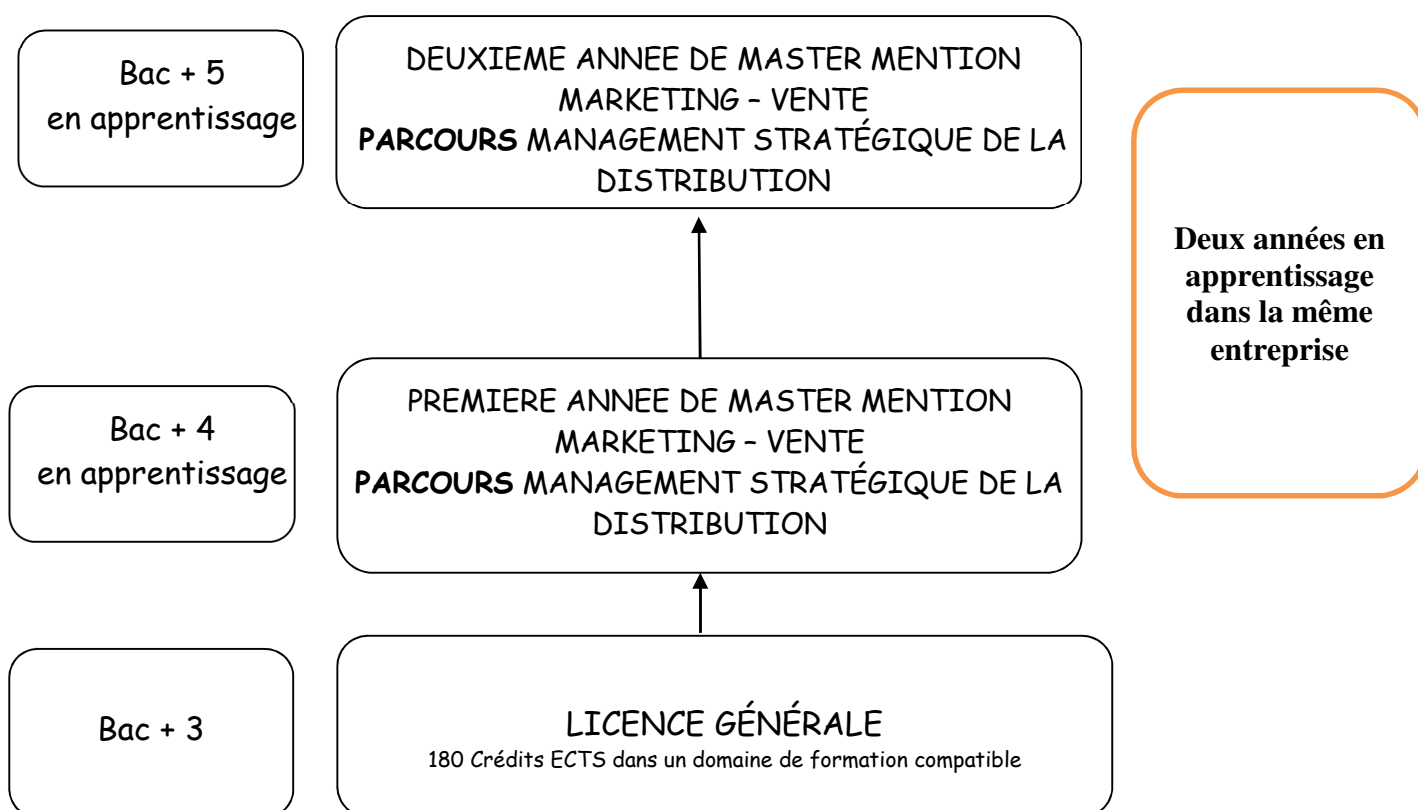 Bac + 5
en apprentissage
DEUXIEME ANNEE DE MASTER MENTION
MARKETING – VENTE
PARCOURS MANAGEMENT STRATÉGIQUE DE LA
DISTRIBUTION
Deux années en
apprentissage
dans la même
entreprise
Bac + 4
en apprentissage
PREMIERE ANNEE DE MASTER MENTION
MARKETING – VENTE
PARCOURS MANAGEMENT STRATÉGIQUE DE LA
DISTRIBUTION
Bac + 3
LICENCE GÉNÉRALE
180 Crédits ECTS dans un domaine de formation compatible